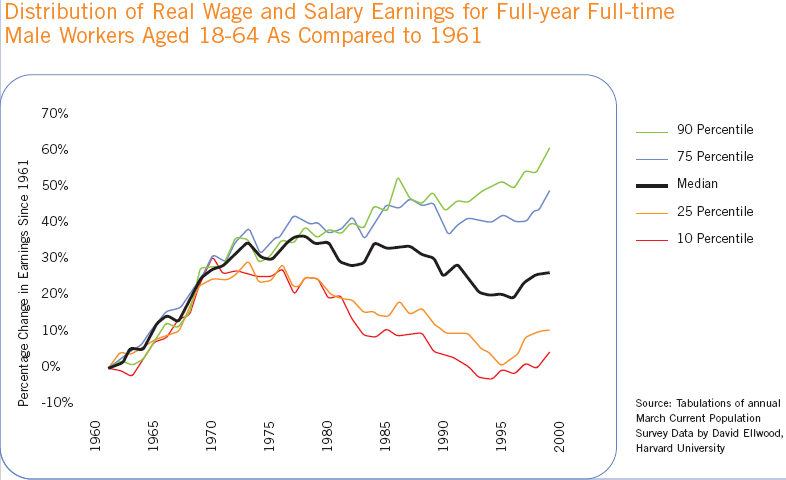 Distribution of Real Wage and Salary Earnings for Full-year Full-time
Male Workers Aged 18-64 As Compared to 1961
Percentage Change in Earnings Since 1961
70%
60%
50%
40%
30%
20%
10%
0%
-10%
1960
1965
1970
1975
1980
1985
1990
1995
2000
90 Percentile
75 Percentile
Median
25 Percentile
10 Percentile
Source: Tabulations of annual
March Current Population
Survey Data by David Ellwood,
Harvard University